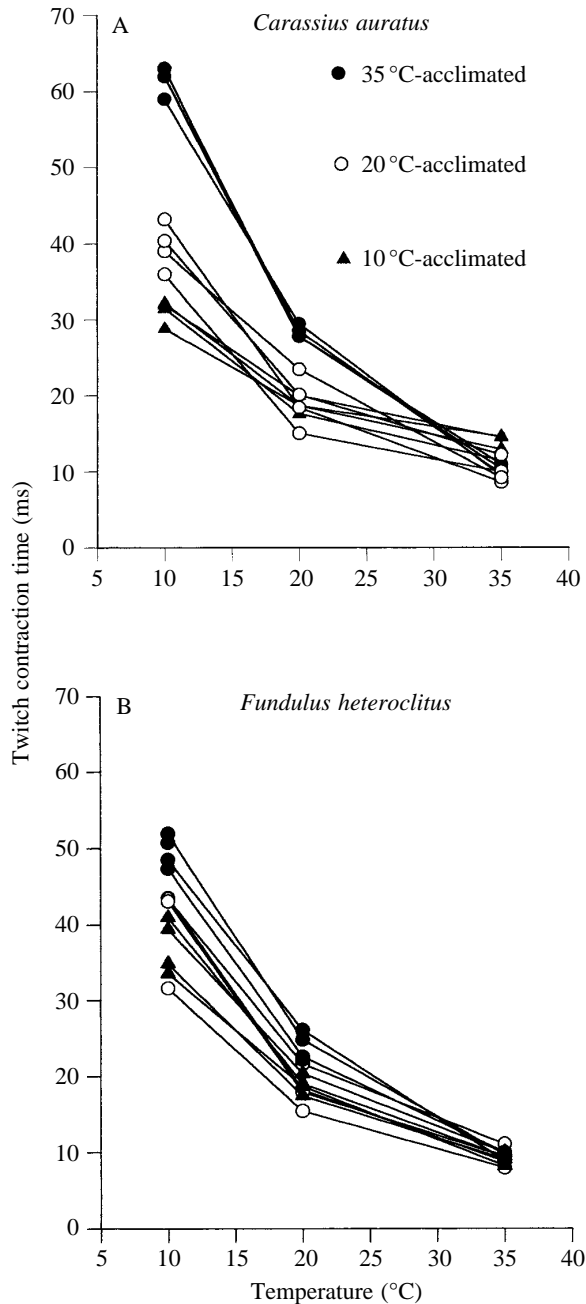 70
A
Carassius auratus
60
● 35 °C-acclimated
50
○ 20 °C-acclimated
40
▲ 10 °C-acclimated
30
20
10
0
5 10 15 20 25 30 35 40
Twitch contraction time (ms)
70
B
Fundulus heteroclitus
60
50
40
30
20
10
0
5 10 15 20 25 30 35 40
Temperature (°C)